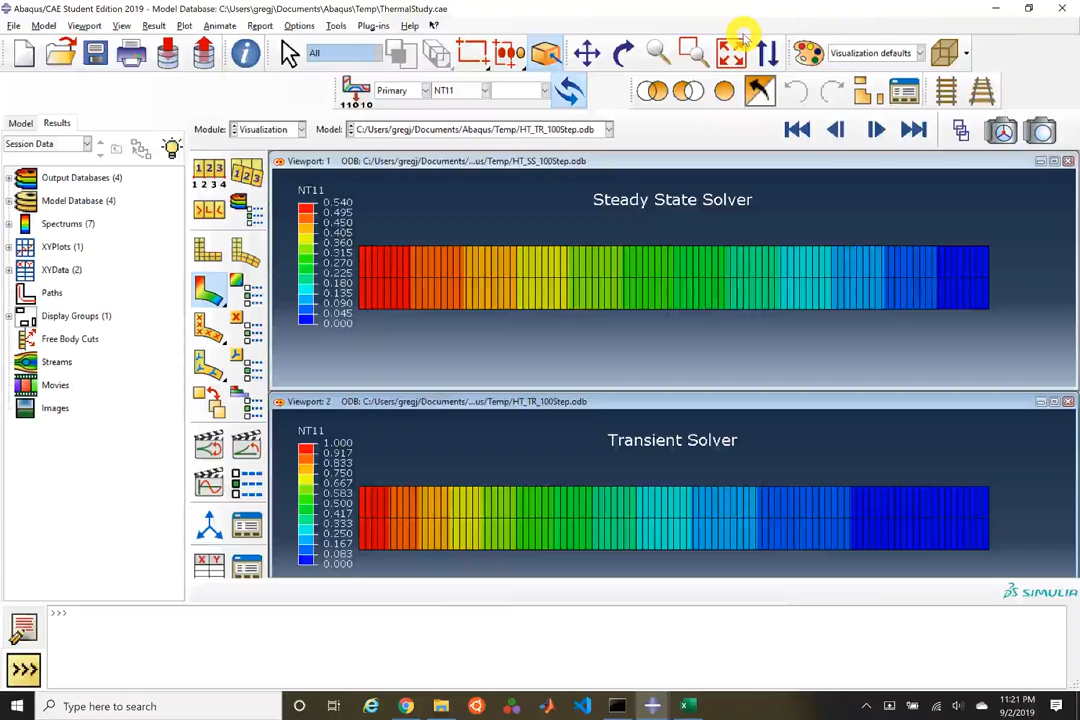 Abaqus/CAE Student Edition 2019 - Model Database: C:\Users\gregj\Documents\Abaqus\Temp\ThermalStudy.cae
File Model Viewport View Result Plot Animate Report Options Tools Plug-ins Help
All
Visualization defaults
11010
Primary
NT11
Model Results
Module: Visualization Model: C:/Users/gregj/Documents/Abaqus/Temp/HT_TR_100Step.odb
Session Data
Output Databases (4)
Model Database (4)
Spectrums (7)
XYPlots (1)
XYData (2)
Paths
Display Groups (1)
Free Body Cuts
Streams
Movies
Images
1 2 3 4
X Y
Viewport: 1 ODB: C:/Users/gregj/Documents/...us/Temp/HT_SS_100Step.odb
Steady State Solver
NT11
0.540
0.495
0.450
0.405
0.360
0.315
0.270
0.225
0.180
0.135
0.090
0.045
0.000
Viewport: 2 ODB: C:/Users/gregj/Documents/...us/Temp/HT_TR_100Step.odb
Transient Solver
NT11
1.000
0.917
0.833
0.750
0.667
0.583
0.500
0.417
0.333
0.250
0.167
0.083
0.000
SIMULIA
>>>
>>>
Type here to search
11:21 PM
9/2/2019